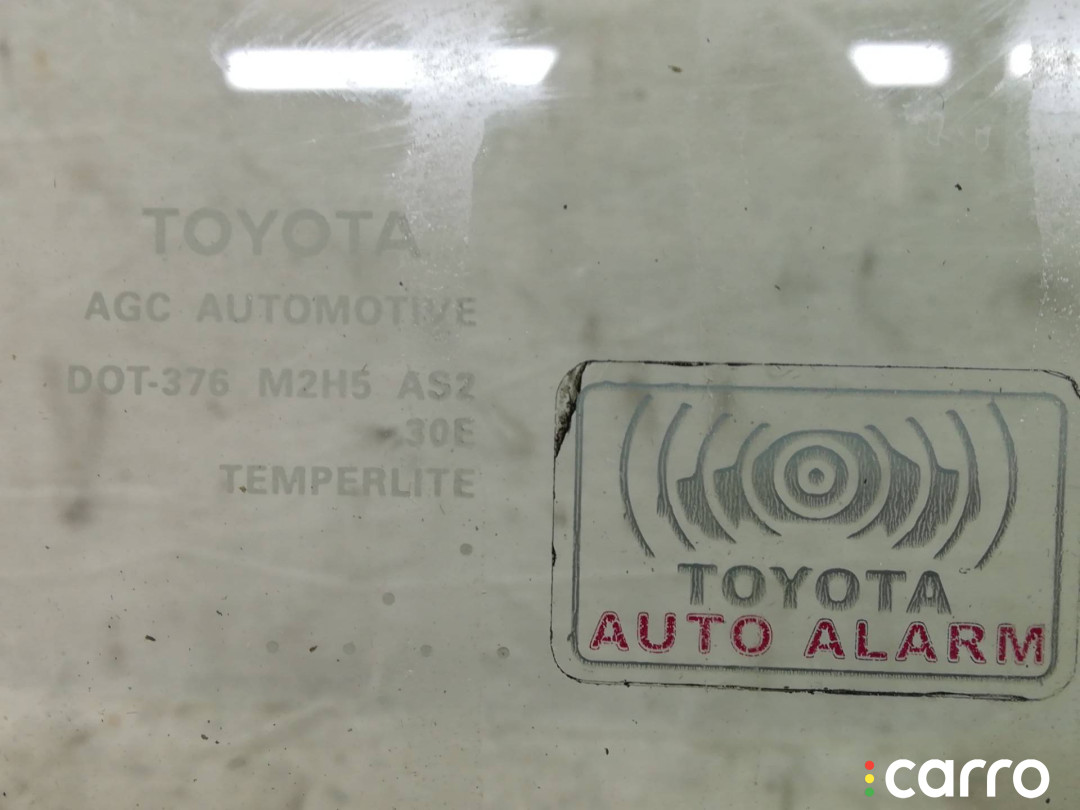 TOYOTA
AGC AUTOMOTIVE
DOT-376 M2H5 AS2
30E
TEMPERLITE
TOYOTA
AUTO ALARM
carro